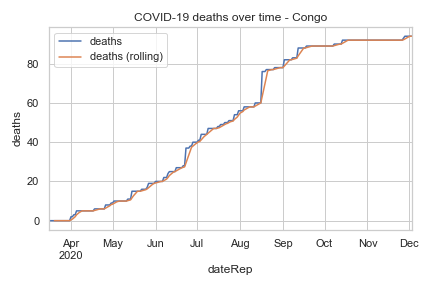 COVID-19 deaths over time - Congo
deaths
deaths (rolling)
deaths
80
60
40
20
0
Apr May Jun Jul Aug Sep Oct Nov Dec
2020
dateRep